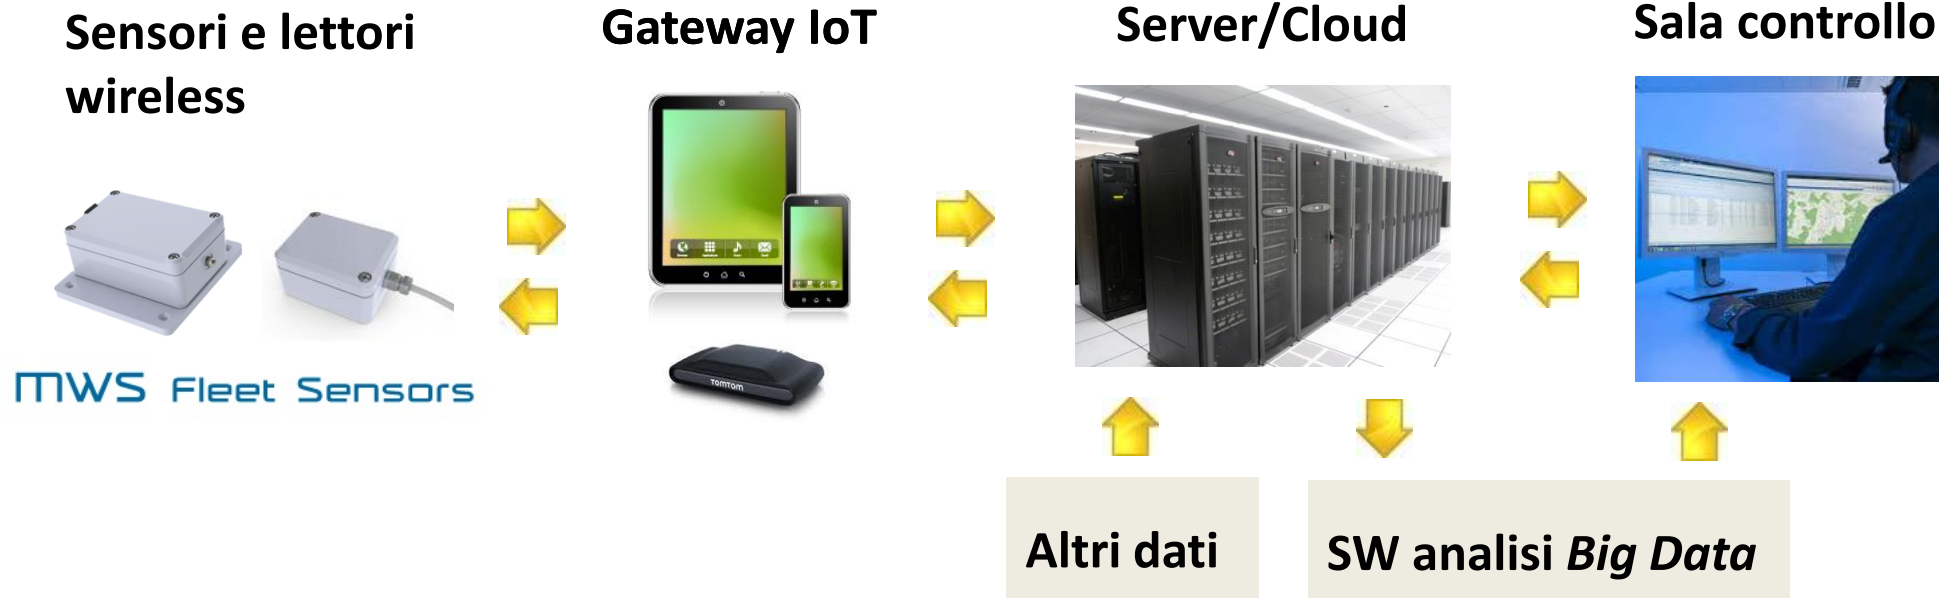 Sensori e lettori
wireless
Gateway IoT
Server/Cloud
Sala controllo
MWS Fleet Sensors
TOMTOM
Altri dati
SW analisi Big Data